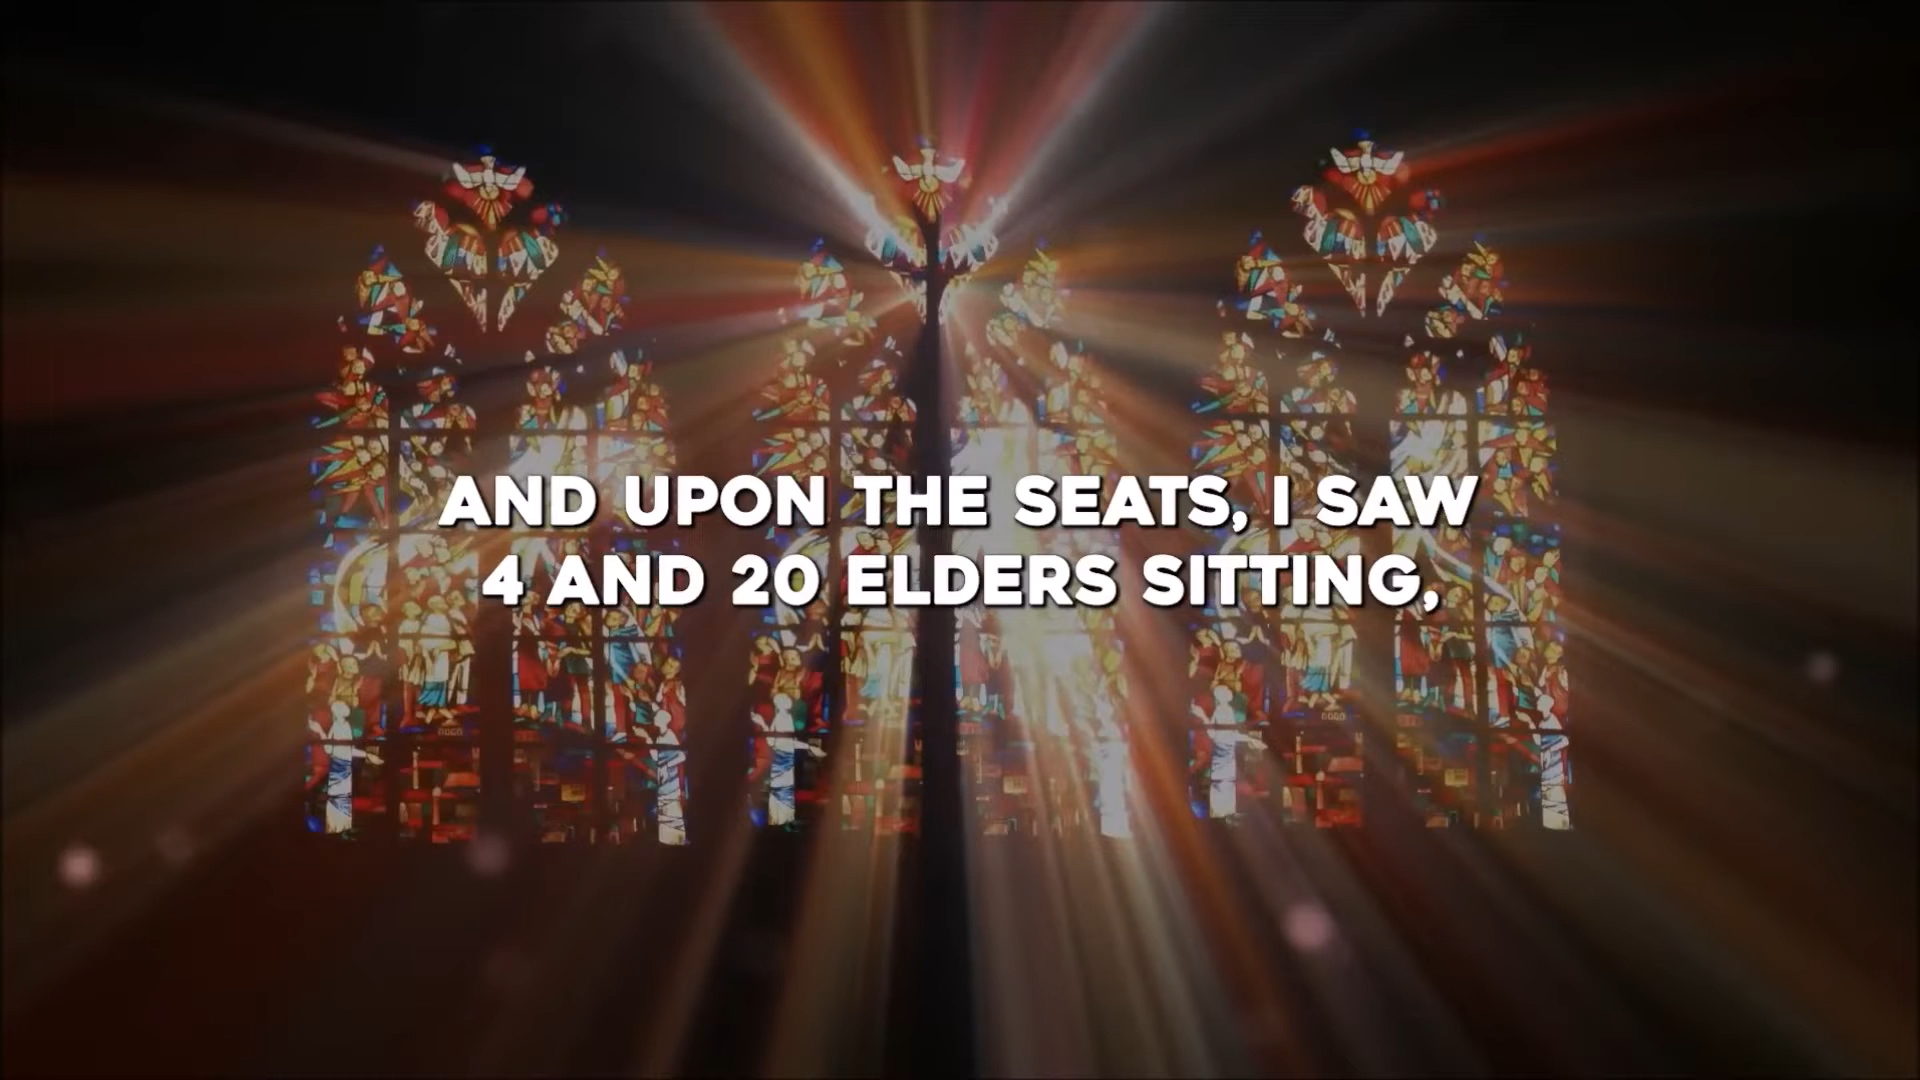 AND UPON THE SEATS, I SAW
4 AND 20 ELDERS SITTING,